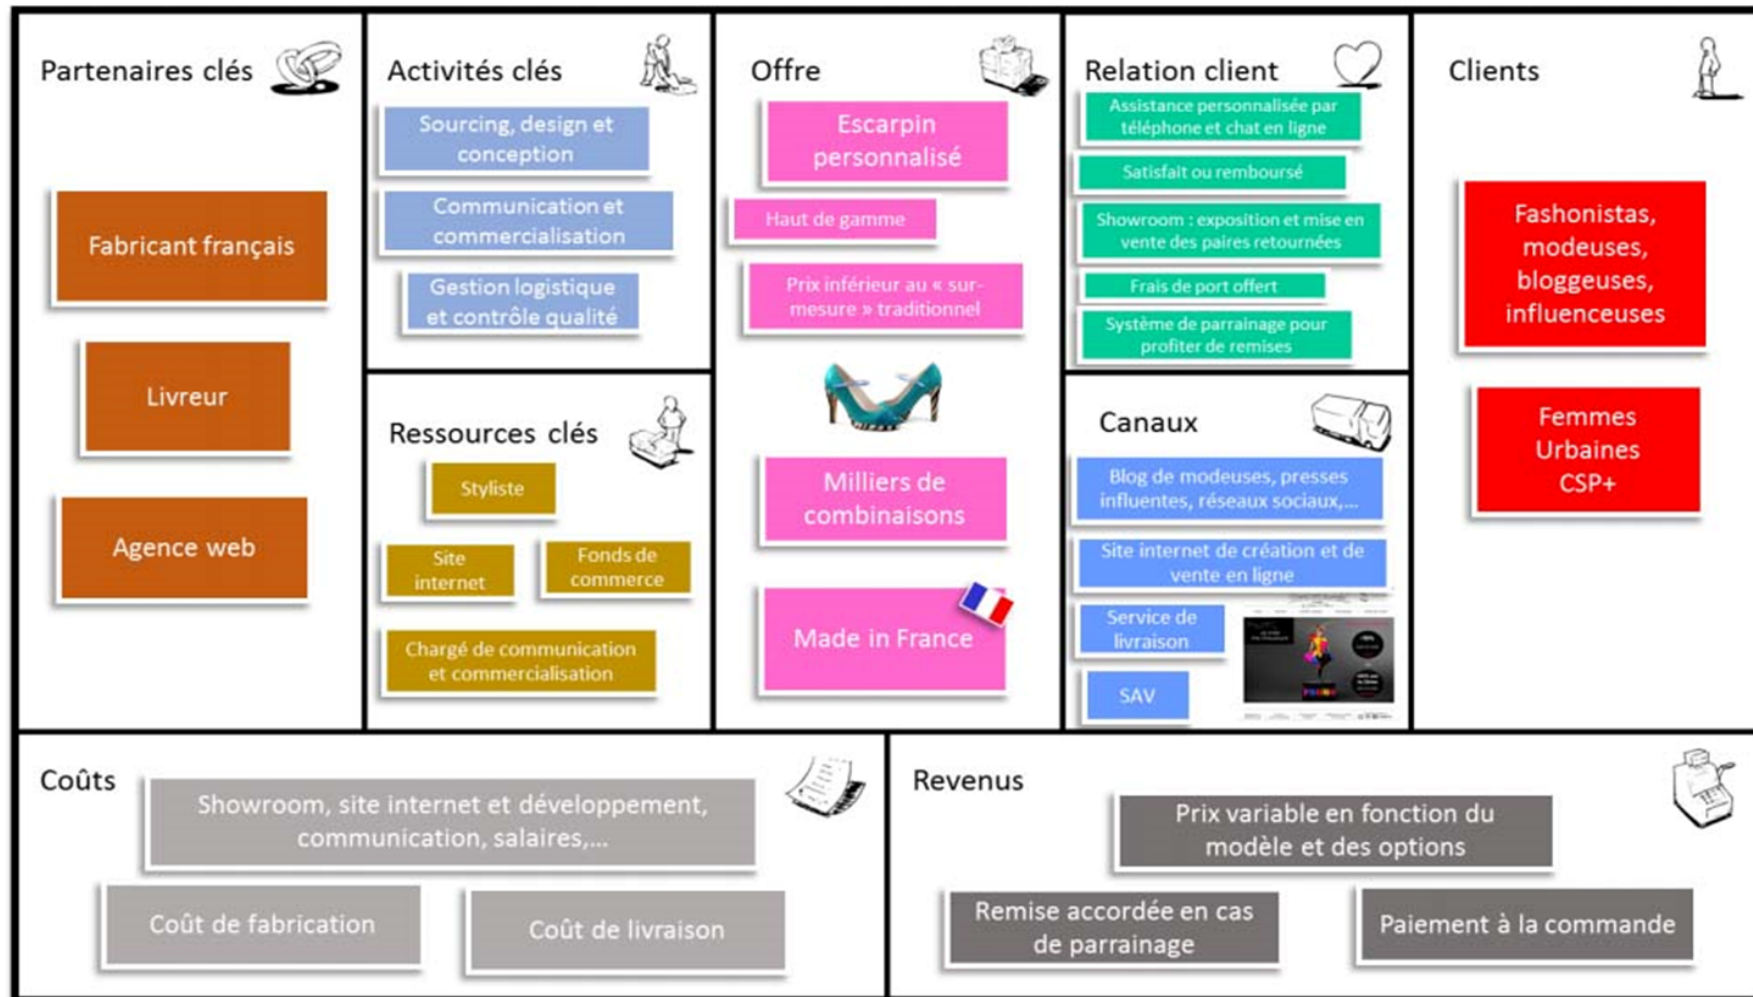 Partenaires clés
Fabricant français
Livreur
Agence web
Activités clés
Sourcing, design et
conception
Communication et
commercialisation
Gestion logistique
et contrôle qualité
Ressources clés
Styliste
Site
internet
Fonds de
commerce
Chargé de communication
et commercialisation
Offre
Escarpin
personnalisé
Haut de gamme
Prix inférieur au « sur-
mesure » traditionnel
Milliers de
combinaisons
Made in France
Relation client
Assistance personnalisée par
téléphone et chat en ligne
Satisfait ou remboursé
Showroom : exposition et mise en
vente des paires retournées
Frais de port offert
Système de parrainage pour
profiter de remises
Canaux
Blog de modeuses, presses
influentes, réseaux sociaux,...
Site internet de création et de
vente en ligne
Service de
livraison
SAV
Clients
Fashonistas,
modeuses,
bloggeuses,
influenceuses
Femmes
Urbaines
CSP+
Coûts
Showroom, site internet et développement,
communication, salaires,...
Coût de fabrication
Coût de livraison
Revenus
Prix variable en fonction du
modèle et des options
Remise accordée en cas
de parrainage
Paiement à la commande